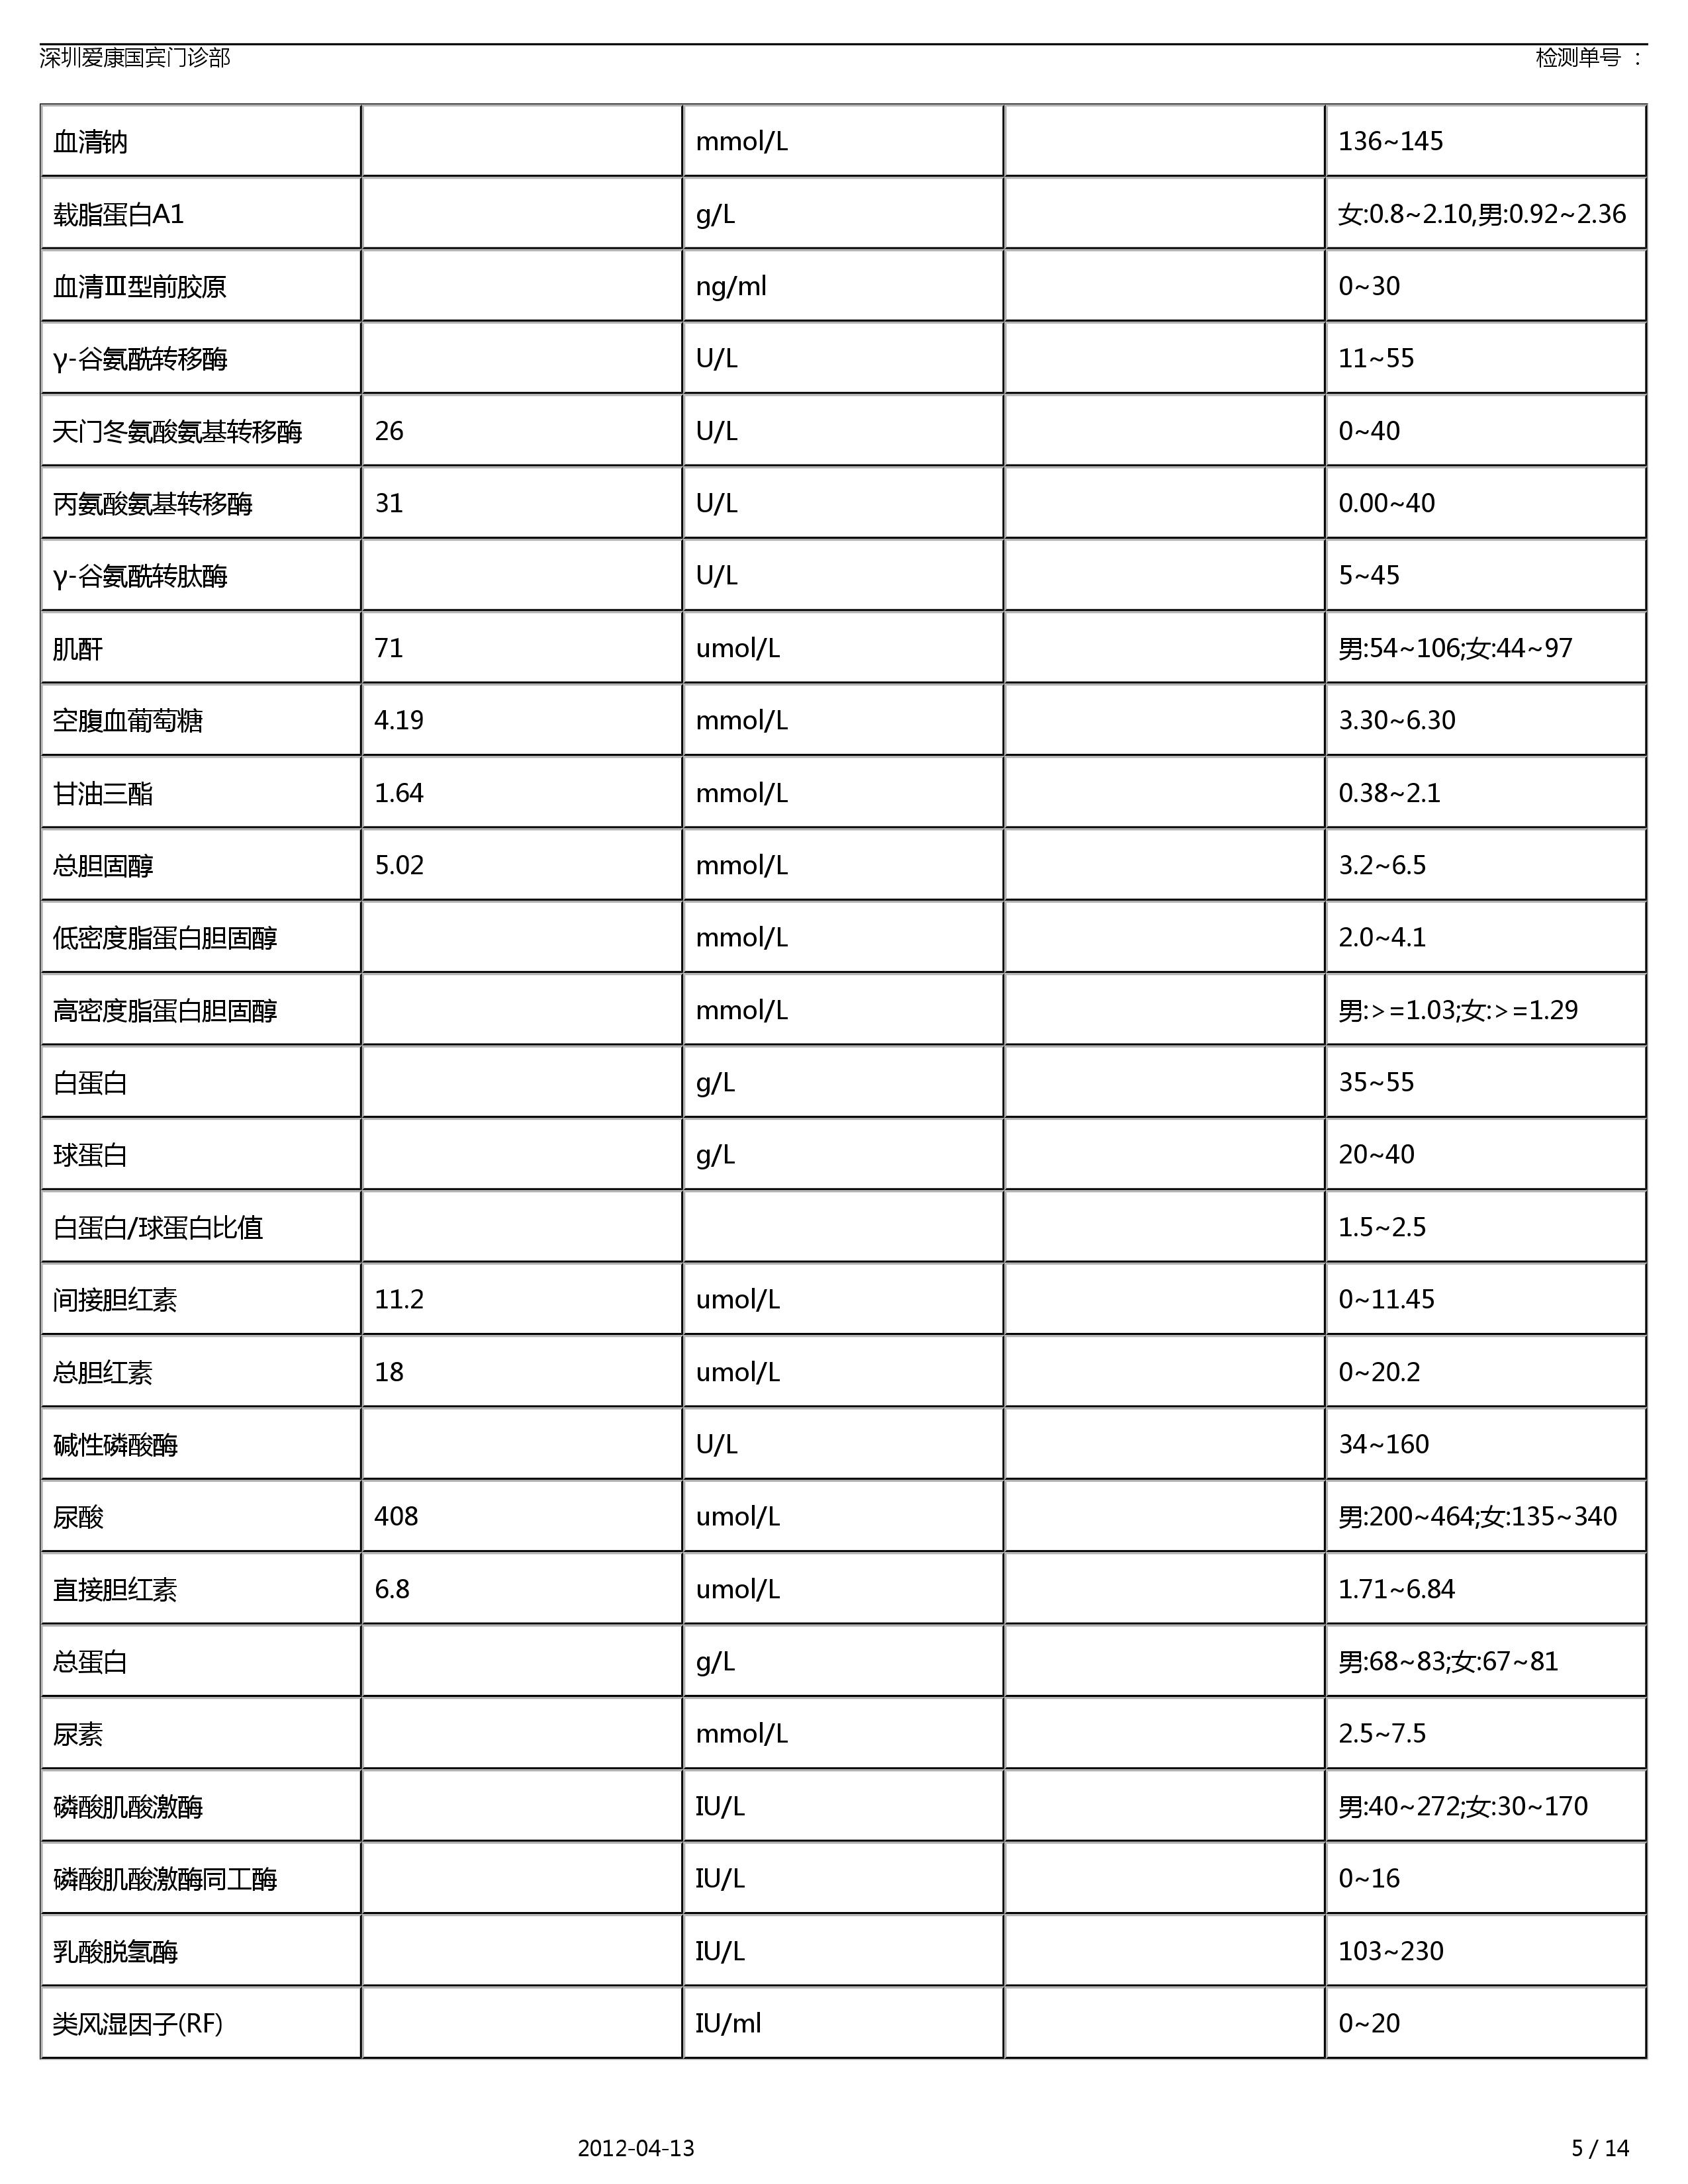 深圳爱康国宾门诊部 检测单号 ：
血清钠 mmol/L 136~145
载脂蛋白A1 g/L 女:0.8~2.10,男:0.92~2.36
血清Ⅲ型前胶原 ng/ml 0~30
γ-谷氨酰转移酶 U/L 11~55
天门冬氨酸氨基转移酶 26 U/L 0~40
丙氨酸氨基转移酶 31 U/L 0.00~40
γ-谷氨酰转肽酶 U/L 5~45
肌酐 71 umol/L 男:54~106;女:44~97
空腹血葡萄糖 4.19 mmol/L 3.30~6.30
甘油三酯 1.64 mmol/L 0.38~2.1
总胆固醇 5.02 mmol/L 3.2~6.5
低密度脂蛋白胆固醇 mmol/L 2.0~4.1
高密度脂蛋白胆固醇 mmol/L 男:>=1.03;女:>=1.29
白蛋白 g/L 35~55
球蛋白 g/L 20~40
白蛋白/球蛋白比值 1.5~2.5
间接胆红素 11.2 umol/L 0~11.45
总胆红素 18 umol/L 0~20.2
碱性磷酸酶 U/L 34~160
尿酸 408 umol/L 男:200~464;女:135~340
直接胆红素 6.8 umol/L 1.71~6.84
总蛋白 g/L 男:68~83;女:67~81
尿素 mmol/L 2.5~7.5
磷酸肌酸激酶 IU/L 男:40~272;女:30~170
磷酸肌酸激酶同工酶 IU/L 0~16
乳酸脱氢酶 IU/L 103~230
类风湿因子(RF) IU/ml 0~20
2012-04-13 5 / 14